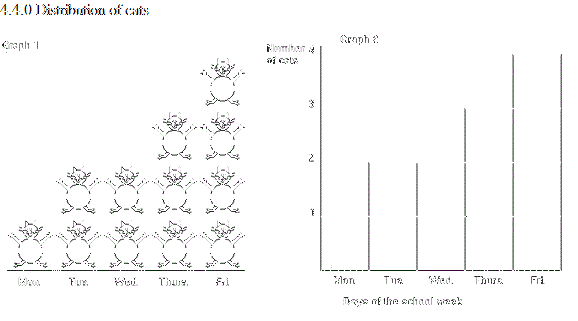 4.4.0 Distribution of cats
Graph 1
Number
of cats
Graph 2
4
3
2
1
Mon Tue Wed. Thurs. Fri
Mon Tue Wed. Thurs. Fri
Days of the school week